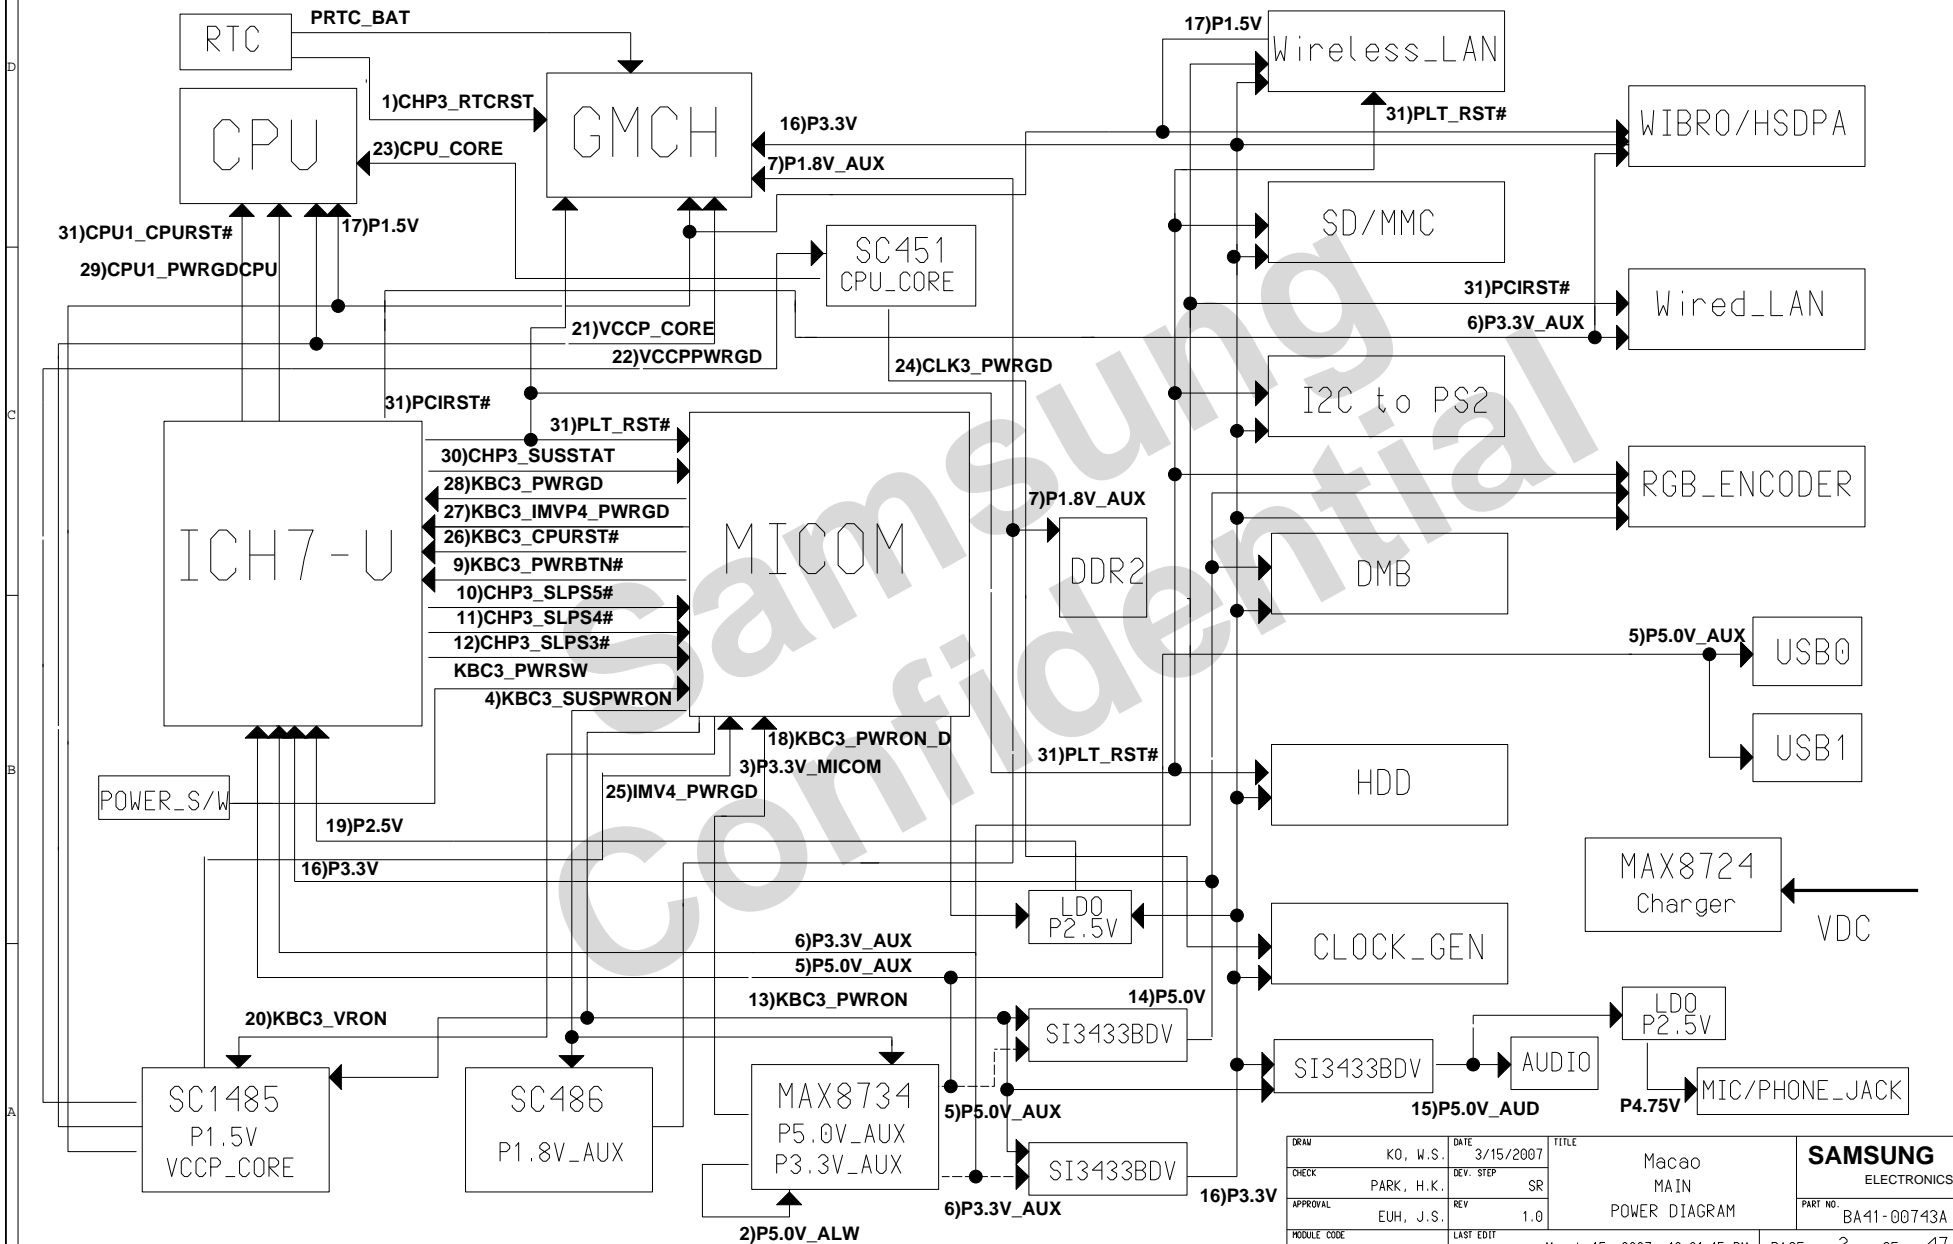 PRTC_BAT
17)P1.5V
RTC
Wireless_LAN
D
1)CHP3_RTCRST
GMCH
16)P3.3V
31)PLT_RST#
WIBRO/HSDPA
CPU
23)CPU_CORE
7)P1.8V_AUX
31)CPU1_CPURST#
17)P1.5V
SD/MMC
29)CPU1_PWRGDCPU
SC451
CPU_CORE
31)PCIRST#
Wired_LAN
21)VCCP_CORE
6)P3.3V_AUX
22)VCCPPWRGD
24)CLK3_PWRGD
C
31)PCIRST#
I2C to PS2
31)PLT_RST#
30)CHP3_SUSSTAT
28)KBC3_PWRGD
RGB_ENCODER
7)P1.8V_AUX
27)KBC3_IMVP4_PWRGD
26)KBC3_CPURST#
ICH7-U
MICOM
9)KBC3_PWRBTN#
DDR2
DMB
10)CHP3_SLPS5#
11)CHP3_SLPS4#
12)CHP3_SLPS3#
5)P5.0V_AUX
USB0
KBC3_PWRSW
4)KBC3_SUSPWRON
Samsung
Confidential
18)KBC3_PWRON_D
31)PLT_RST#
USB1
B
3)P3.3V_MICOM
25)IMV4_PWRGD
HDD
POWER_S/W
19)P2.5V
16)P3.3V
MAX8724
Charger
VDC
LDO
P2.5V
6)P3.3V_AUX
CLOCK_GEN
5)P5.0V_AUX
13)KBC3_PWRON
14)P5.0V
LDO
P2.5V
20)KBC3_VRON
SI3433BDV
SI3433BDV
AUDIO
A
SC1485
P1.5V
VCCP_CORE
SC486
P1.8V_AUX
MAX8734
P5.0V_AUX
P3.3V_AUX
5)P5.0V_AUX
15)P5.0V_AUD
P4.75V
MIC/PHONE_JACK
SI3433BDV
16)P3.3V
6)P3.3V_AUX
2)P5.0V_ALW
DRAW KO, W.S. DATE 3/15/2007 TITLE
CHECK PARK, H.K. DEV. STEP SR
APPROVAL EUH, J.S. REV 1.0
Macao
MAIN
POWER DIAGRAM
SAMSUNG
ELECTRONICS
PART NO. BA41-00743A
MODULE CODE LAST EDIT